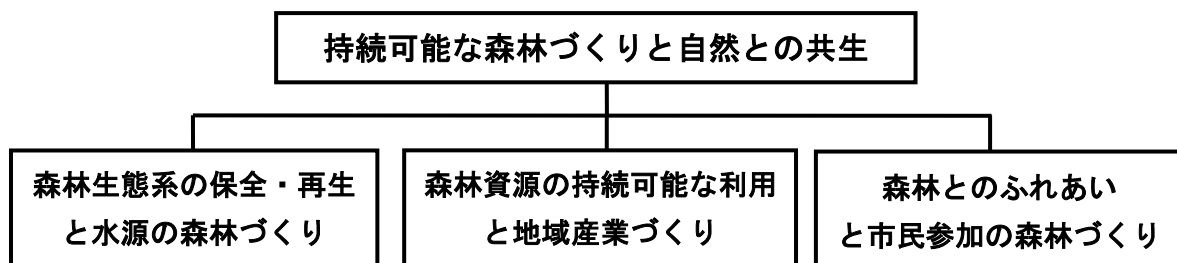 持続可能な森林づくりと自然との共生
森林生態系の保全・再生
と水源の森林づくり
森林資源の持続可能な利用
と地域産業づくり
森林とのふれあい
と市民参加の森林づくり